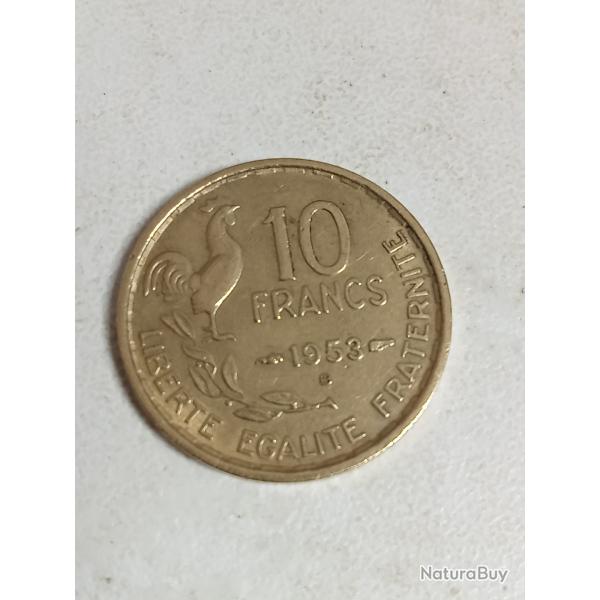 10
FRANCS
1953
B
LIBERTE EGALITE FRATERNITE
NaturaBuy